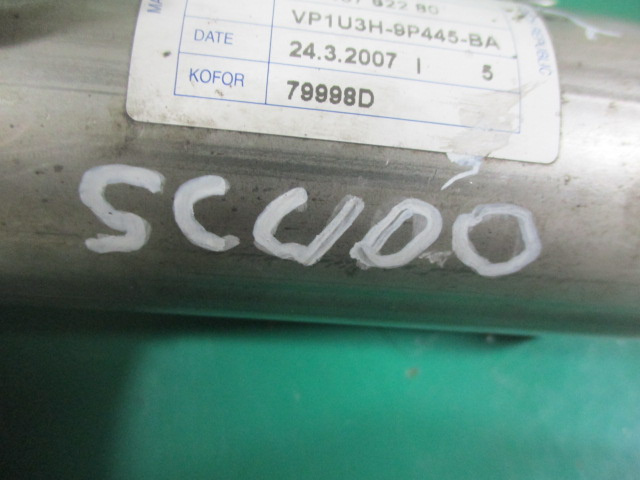 VP1U3H-9P445-BA
DATE 24.3.2007 | 5
KOFQR 79998D
SCUDO